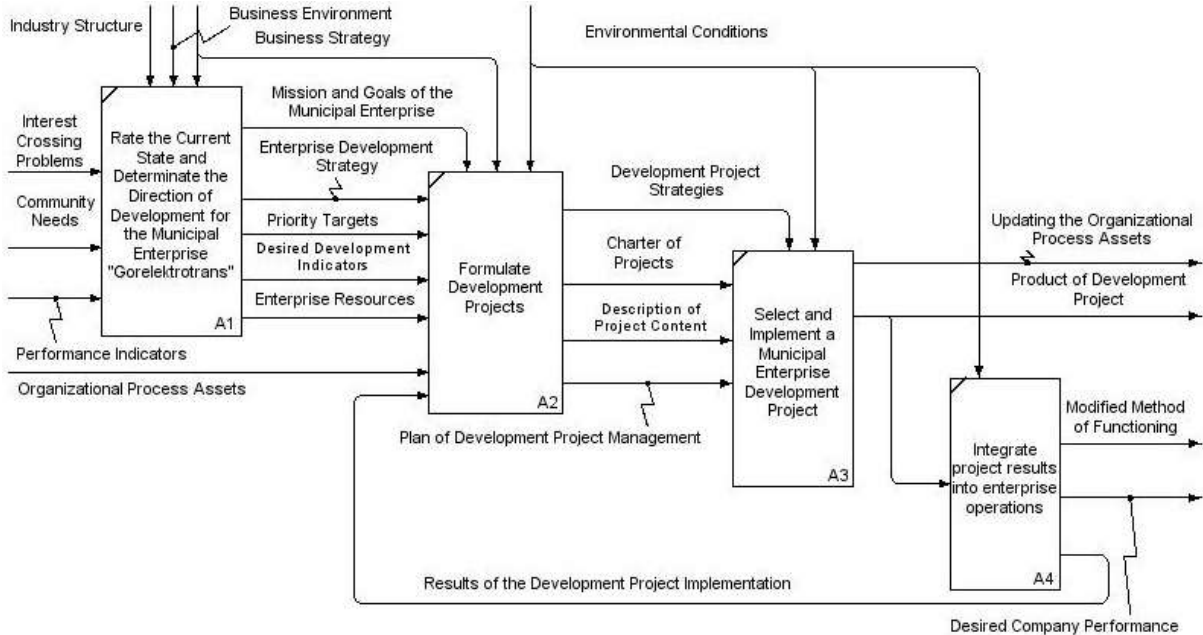 Industry Structure
Business Environment
Business Strategy
Environmental Conditions
Interest
Crossing
Problems
Community
Needs
Performance Indicators
Organizational Process Assets
Rate the Current
State and
Determinate the
Direction of
Development for
the Municipal
Enterprise
"Gorelektrotrans"
A1
Mission and Goals of the
Municipal Enterprise
Enterprise Development
Strategy
Priority Targets
Desired Development
Indicators
Enterprise Resources
Formulate
Development
Projects
A2
Development Project
Strategies
Charter of
Projects
Description of
Project Content
Plan of Development Project Management
Select and
Implement a
Municipal
Enterprise
Development
Project
A3
Updating the Organizational
Process Assets
Product of Development
Project
Integrate
project results
into enterprise
operations
A4
Modified Method
of Functioning
Results of the Development Project Implementation
Desired Company Performance